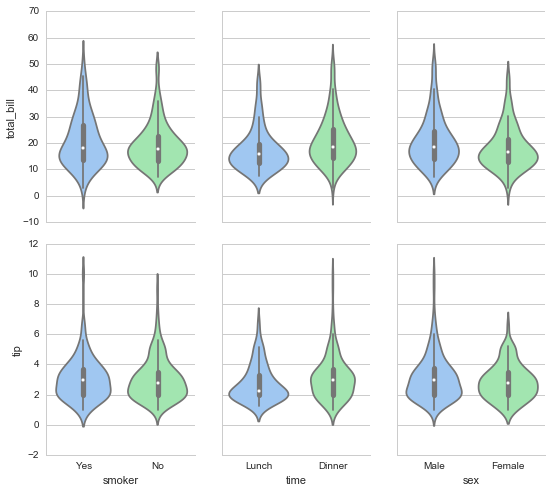 70
60
50
40
30
20
10
0
−10
total_bill
12
10
8
6
4
2
0
−2
tip
Yes No
smoker
Lunch Dinner
time
Male Female
sex